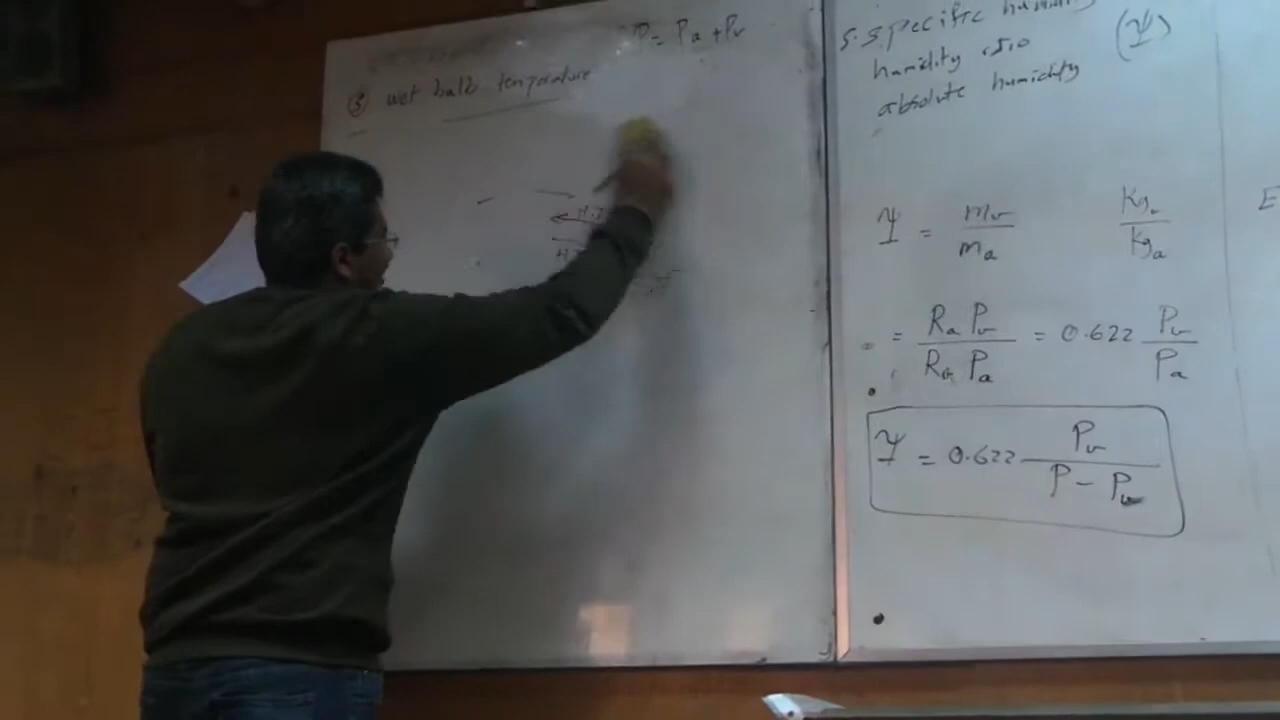 P = Pa + Pv
③ wet bulb temperature
5. specific humidity
humidity ratio
absolute humidity
(Ψ)
Ψ = mv / ma
Kgv / Kga
= Ra Pv / Rv Pa = 0.622 Pv / Pa
Ψ = 0.622 Pv / P - Pv